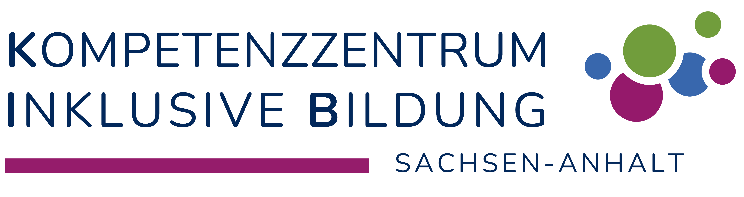 KOMPETENZZENTRUM
INKLUSIVE BILDUNG
SACHSEN-ANHALT